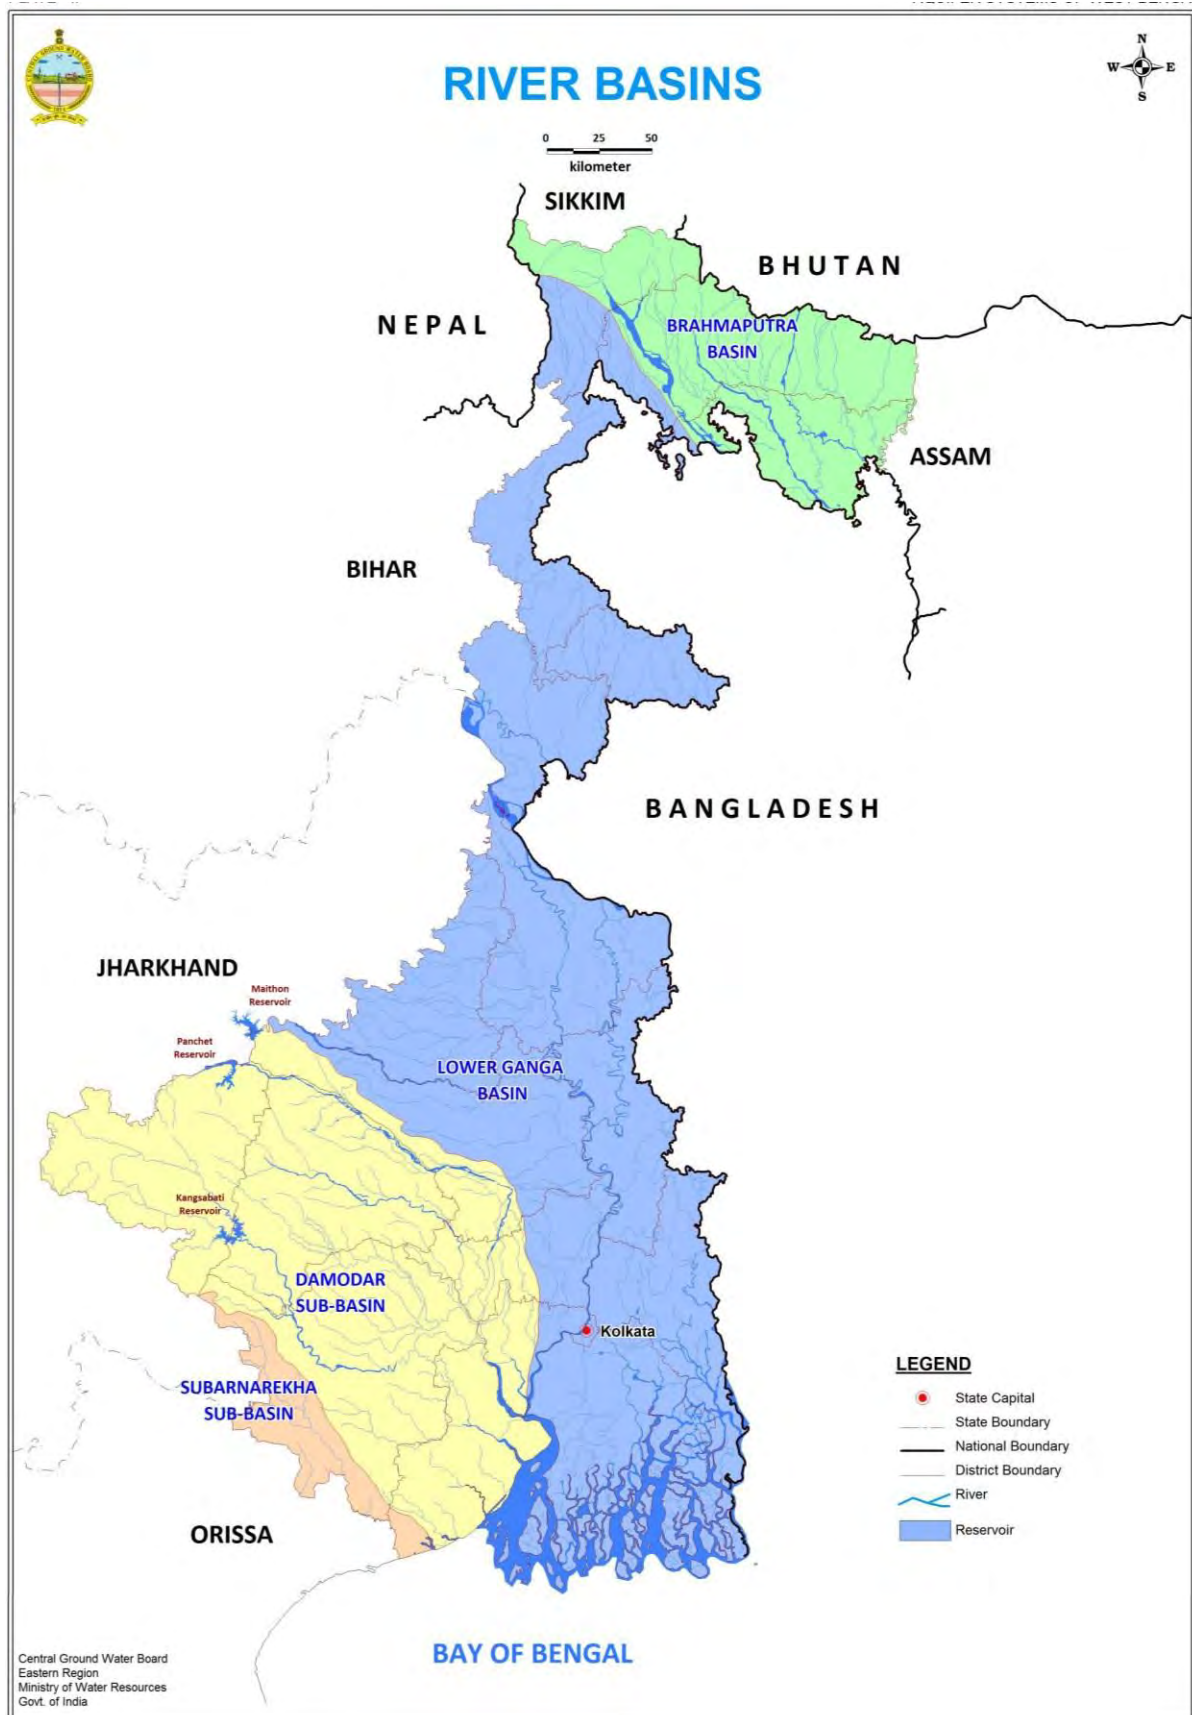 RIVER BASINS
N
W
E
S
0 25 50
kilometer
SIKKIM
BHUTAN
NEPAL
BRAHMAPUTRA
BASIN
ASSAM
BIHAR
BANGLADESH
JHARKHAND
Maithon
Reservoir
Panchet
Reservoir
LOWER GANGA
BASIN
Kangsabati
Reservoir
DAMODAR
SUB-BASIN
Kolkata
SUBARNAREKHA
SUB-BASIN
LEGEND
State Capital
State Boundary
National Boundary
District Boundary
River
Reservoir
ORISSA
BAY OF BENGAL
Central Ground Water Board
Eastern Region
Ministry of Water Resources
Govt. of India